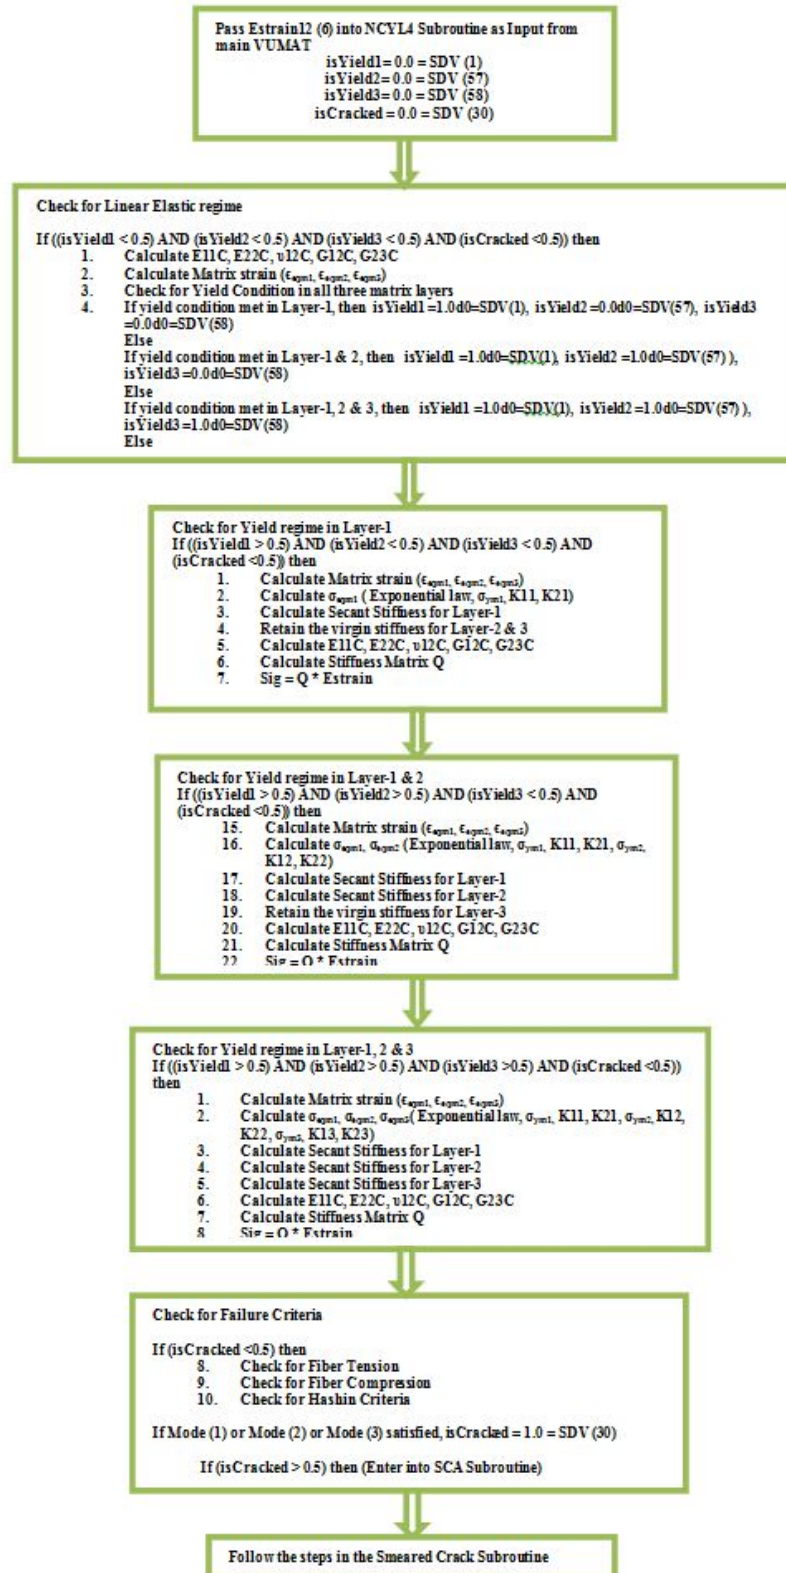 Pass Estrain12 (6) into NCYL4 Subroutine as Input from
main VUMAT
isYield1= 0.0 = SDV (1)
isYield2= 0.0 = SDV (57)
isYield3= 0.0 = SDV (58)
isCracked = 0.0 = SDV (30)
Check for Linear Elastic regime
If ((isYield1 < 0.5) AND (isYield2 < 0.5) AND (isYield3 < 0.5) AND (isCracked <0.5)) then
1. Calculate E11C, E22C, υ12C, G12C, G23C
2. Calculate Matrix strain (ϵeqm1, ϵeqm2, ϵeqm3)
3. Check for Yield Condition in all three matrix layers
4. If yield condition met in Layer-1, then isYield1 =1.0d0=SDV(1), isYield2 =0.0d0=SDV(57), isYield3
=0.0d0=SDV(58)
Else
If yield condition met in Layer-1 & 2, then isYield1 =1.0d0=SDV(1), isYield2 =1.0d0=SDV(57) ),
isYield3 =0.0d0=SDV(58)
Else
If yield condition met in Layer-1, 2 & 3, then isYield1 =1.0d0=SDV(1), isYield2 =1.0d0=SDV(57) ),
isYield3 =1.0d0=SDV(58)
Else
Check for Yield regime in Layer-1
If ((isYield1 > 0.5) AND (isYield2 < 0.5) AND (isYield3 < 0.5) AND
(isCracked <0.5)) then
1. Calculate Matrix strain (ϵeqm1, ϵeqm2, ϵeqm3)
2. Calculate σeqm1 ( Exponential law, σym1, K11, K21)
3. Calculate Secant Stiffness for Layer-1
4. Retain the virgin stiffness for Layer-2 & 3
5. Calculate E11C, E22C, υ12C, G12C, G23C
6. Calculate Stiffness Matrix Q
7. Sig = Q * Estrain
Check for Yield regime in Layer-1 & 2
If ((isYield1 > 0.5) AND (isYield2 > 0.5) AND (isYield3 < 0.5) AND
(isCracked <0.5)) then
15. Calculate Matrix strain (ϵeqm1, ϵeqm2, ϵeqm3)
16. Calculate σeqm1, σeqm2 (Exponential law, σym1, K11, K21, σym2,
K12, K22)
17. Calculate Secant Stiffness for Layer-1
18. Calculate Secant Stiffness for Layer-2
19. Retain the virgin stiffness for Layer-3
20. Calculate E11C, E22C, υ12C, G12C, G23C
21. Calculate Stiffness Matrix Q
22. Sig = Q * Estrain
Check for Yield regime in Layer-1, 2 & 3
If ((isYield1 > 0.5) AND (isYield2 > 0.5) AND (isYield3 >0.5) AND (isCracked <0.5))
then
1. Calculate Matrix strain (ϵeqm1, ϵeqm2, ϵeqm3)
2. Calculate σeqm1, σeqm2, σeqm3( Exponential law, σym1, K11, K21, σym2, K12,
K22, σym3, K13, K23)
3. Calculate Secant Stiffness for Layer-1
4. Calculate Secant Stiffness for Layer-2
5. Calculate Secant Stiffness for Layer-3
6. Calculate E11C, E22C, υ12C, G12C, G23C
7. Calculate Stiffness Matrix Q
8. Sig = Q * Estrain
Check for Failure Criteria
If (isCracked <0.5) then
8. Check for Fiber Tension
9. Check for Fiber Compression
10. Check for Hashin Criteria
If Mode (1) or Mode (2) or Mode (3) satisfied, isCracked = 1.0 = SDV (30)
If (isCracked > 0.5) then (Enter into SCA Subroutine)
Follow the steps in the Smeared Crack Subroutine